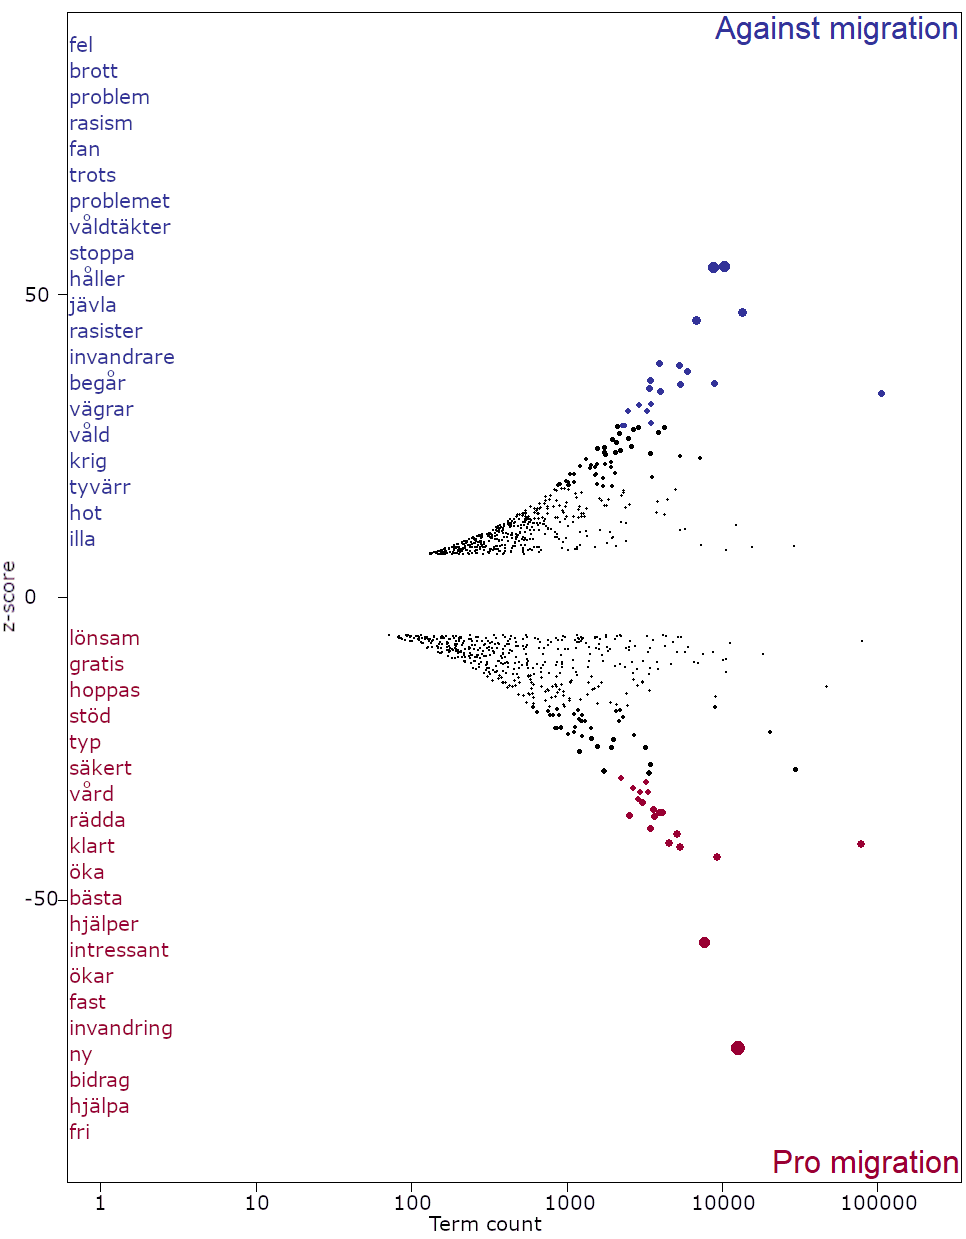 Against migration
fel
brott
problem
rasism
fan
trots
problemet
våldtäkter
stoppa
håller
50
jävla
rasister
invandrare
begår
vägrar
våld
krig
tyvärr
hot
illa
z-score
0
lönsam
gratis
hoppas
stöd
typ
säkert
vård
rädda
klart
öka
-50
bästa
hjälper
intressant
ökar
fast
invandring
ny
bidrag
hjälpa
fri
Pro migration
1 10 100 1000 10000 100000
Term count